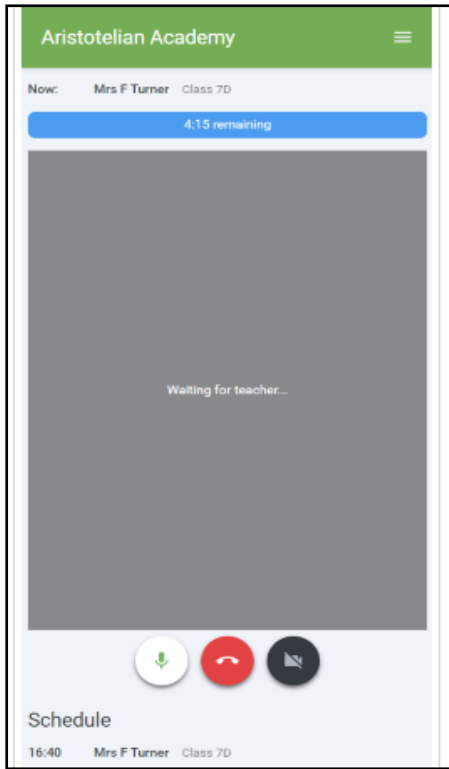 Aristotelian Academy
Now: Mrs F Turner Class 7D
4:15 remaining
Waiting for teacher...
Schedule
16:40 Mrs F Turner Class 7D